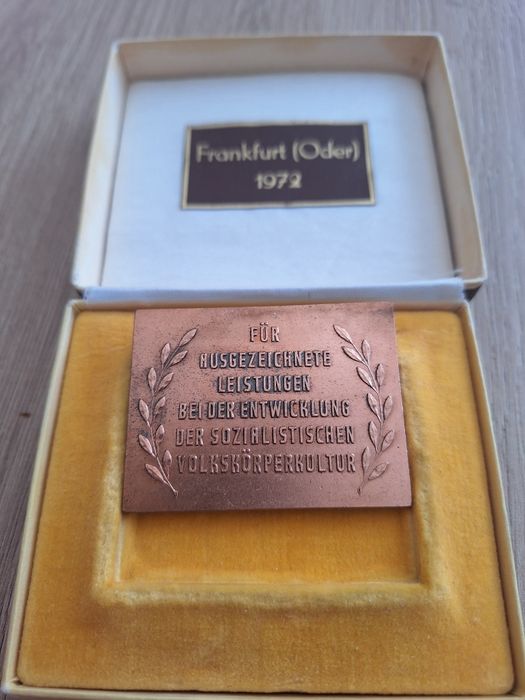 Frankfurt (Oder)
1972
FÜR
AUSGEZEICHNETE
LEISTUNGEN
BEI DER ENTWICKLUNG
DER SOZIALISTISCHEN
VOLKSKÖRPERKULTUR